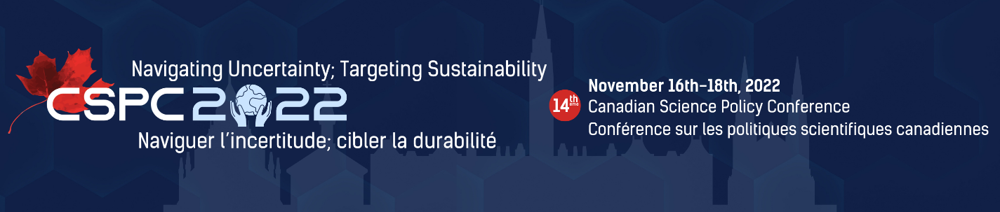 Navigating Uncertainty; Targeting Sustainability
CSPC 2022
Naviguer l'incertitude; cibler la durabilité
14th
ème
November 16th–18th, 2022
Canadian Science Policy Conference
Conférence sur les politiques scientifiques canadiennes